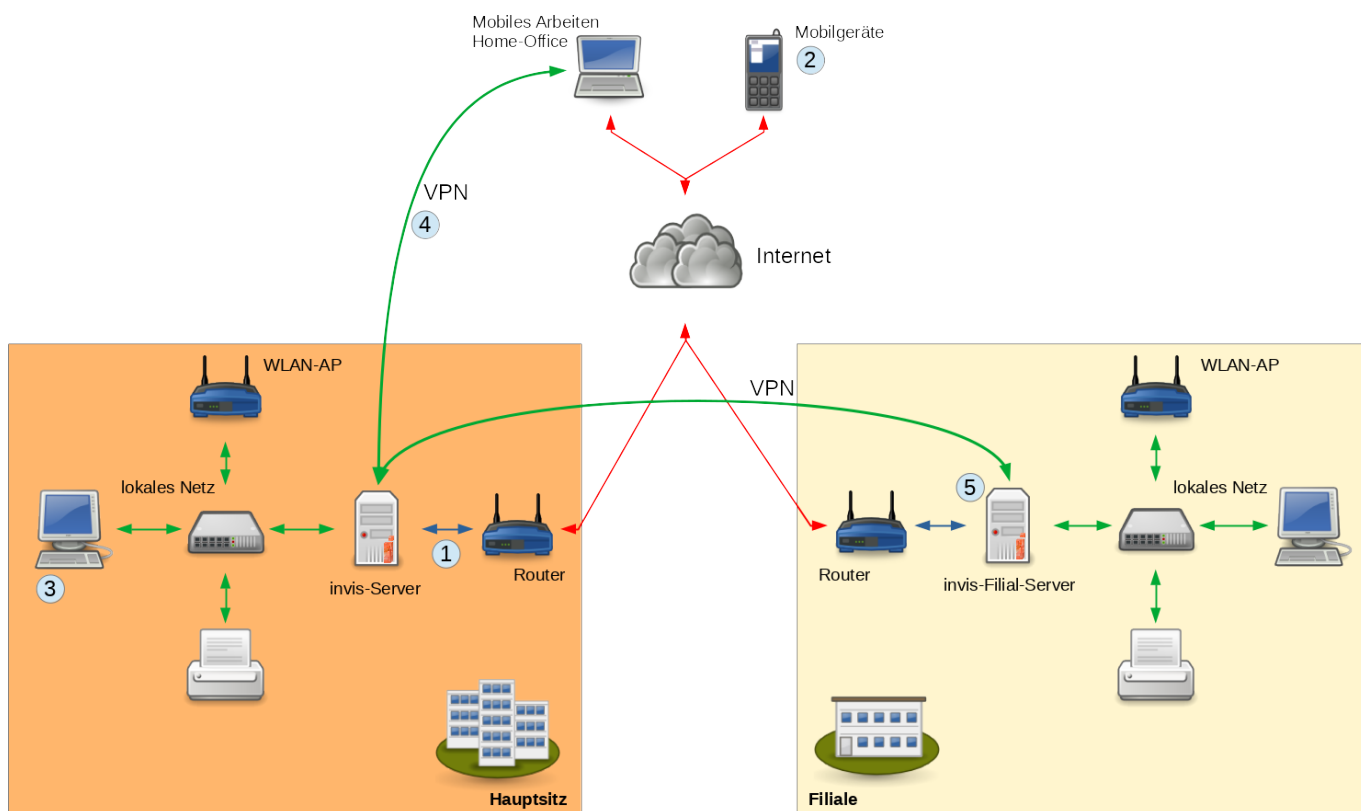 Mobiles Arbeiten
Home-Office
Mobilgeräte
2
VPN
4
Internet
WLAN-AP
lokales Netz
3
invis-Server
1
Router
Hauptsitz
VPN
WLAN-AP
5
lokales Netz
Router
invis-Filial-Server
Filiale